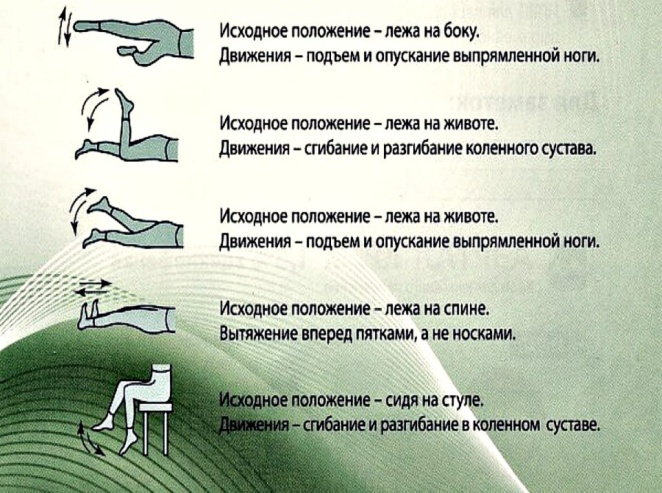 Исходное положение – лежа на боку.
Движения – подъем и опускание выпрямленной ноги.
Исходное положение – лежа на животе.
Движения – сгибание и разгибание коленного сустава.
Исходное положение – лежа на животе.
Движения – подъем и опускание выпрямленной ноги.
Исходное положение – лежа на спине.
Вытяжение вперед пятками, а не носками.
Исходное положение – сидя на стуле.
Движения – сгибание и разгибание в коленном суставе.